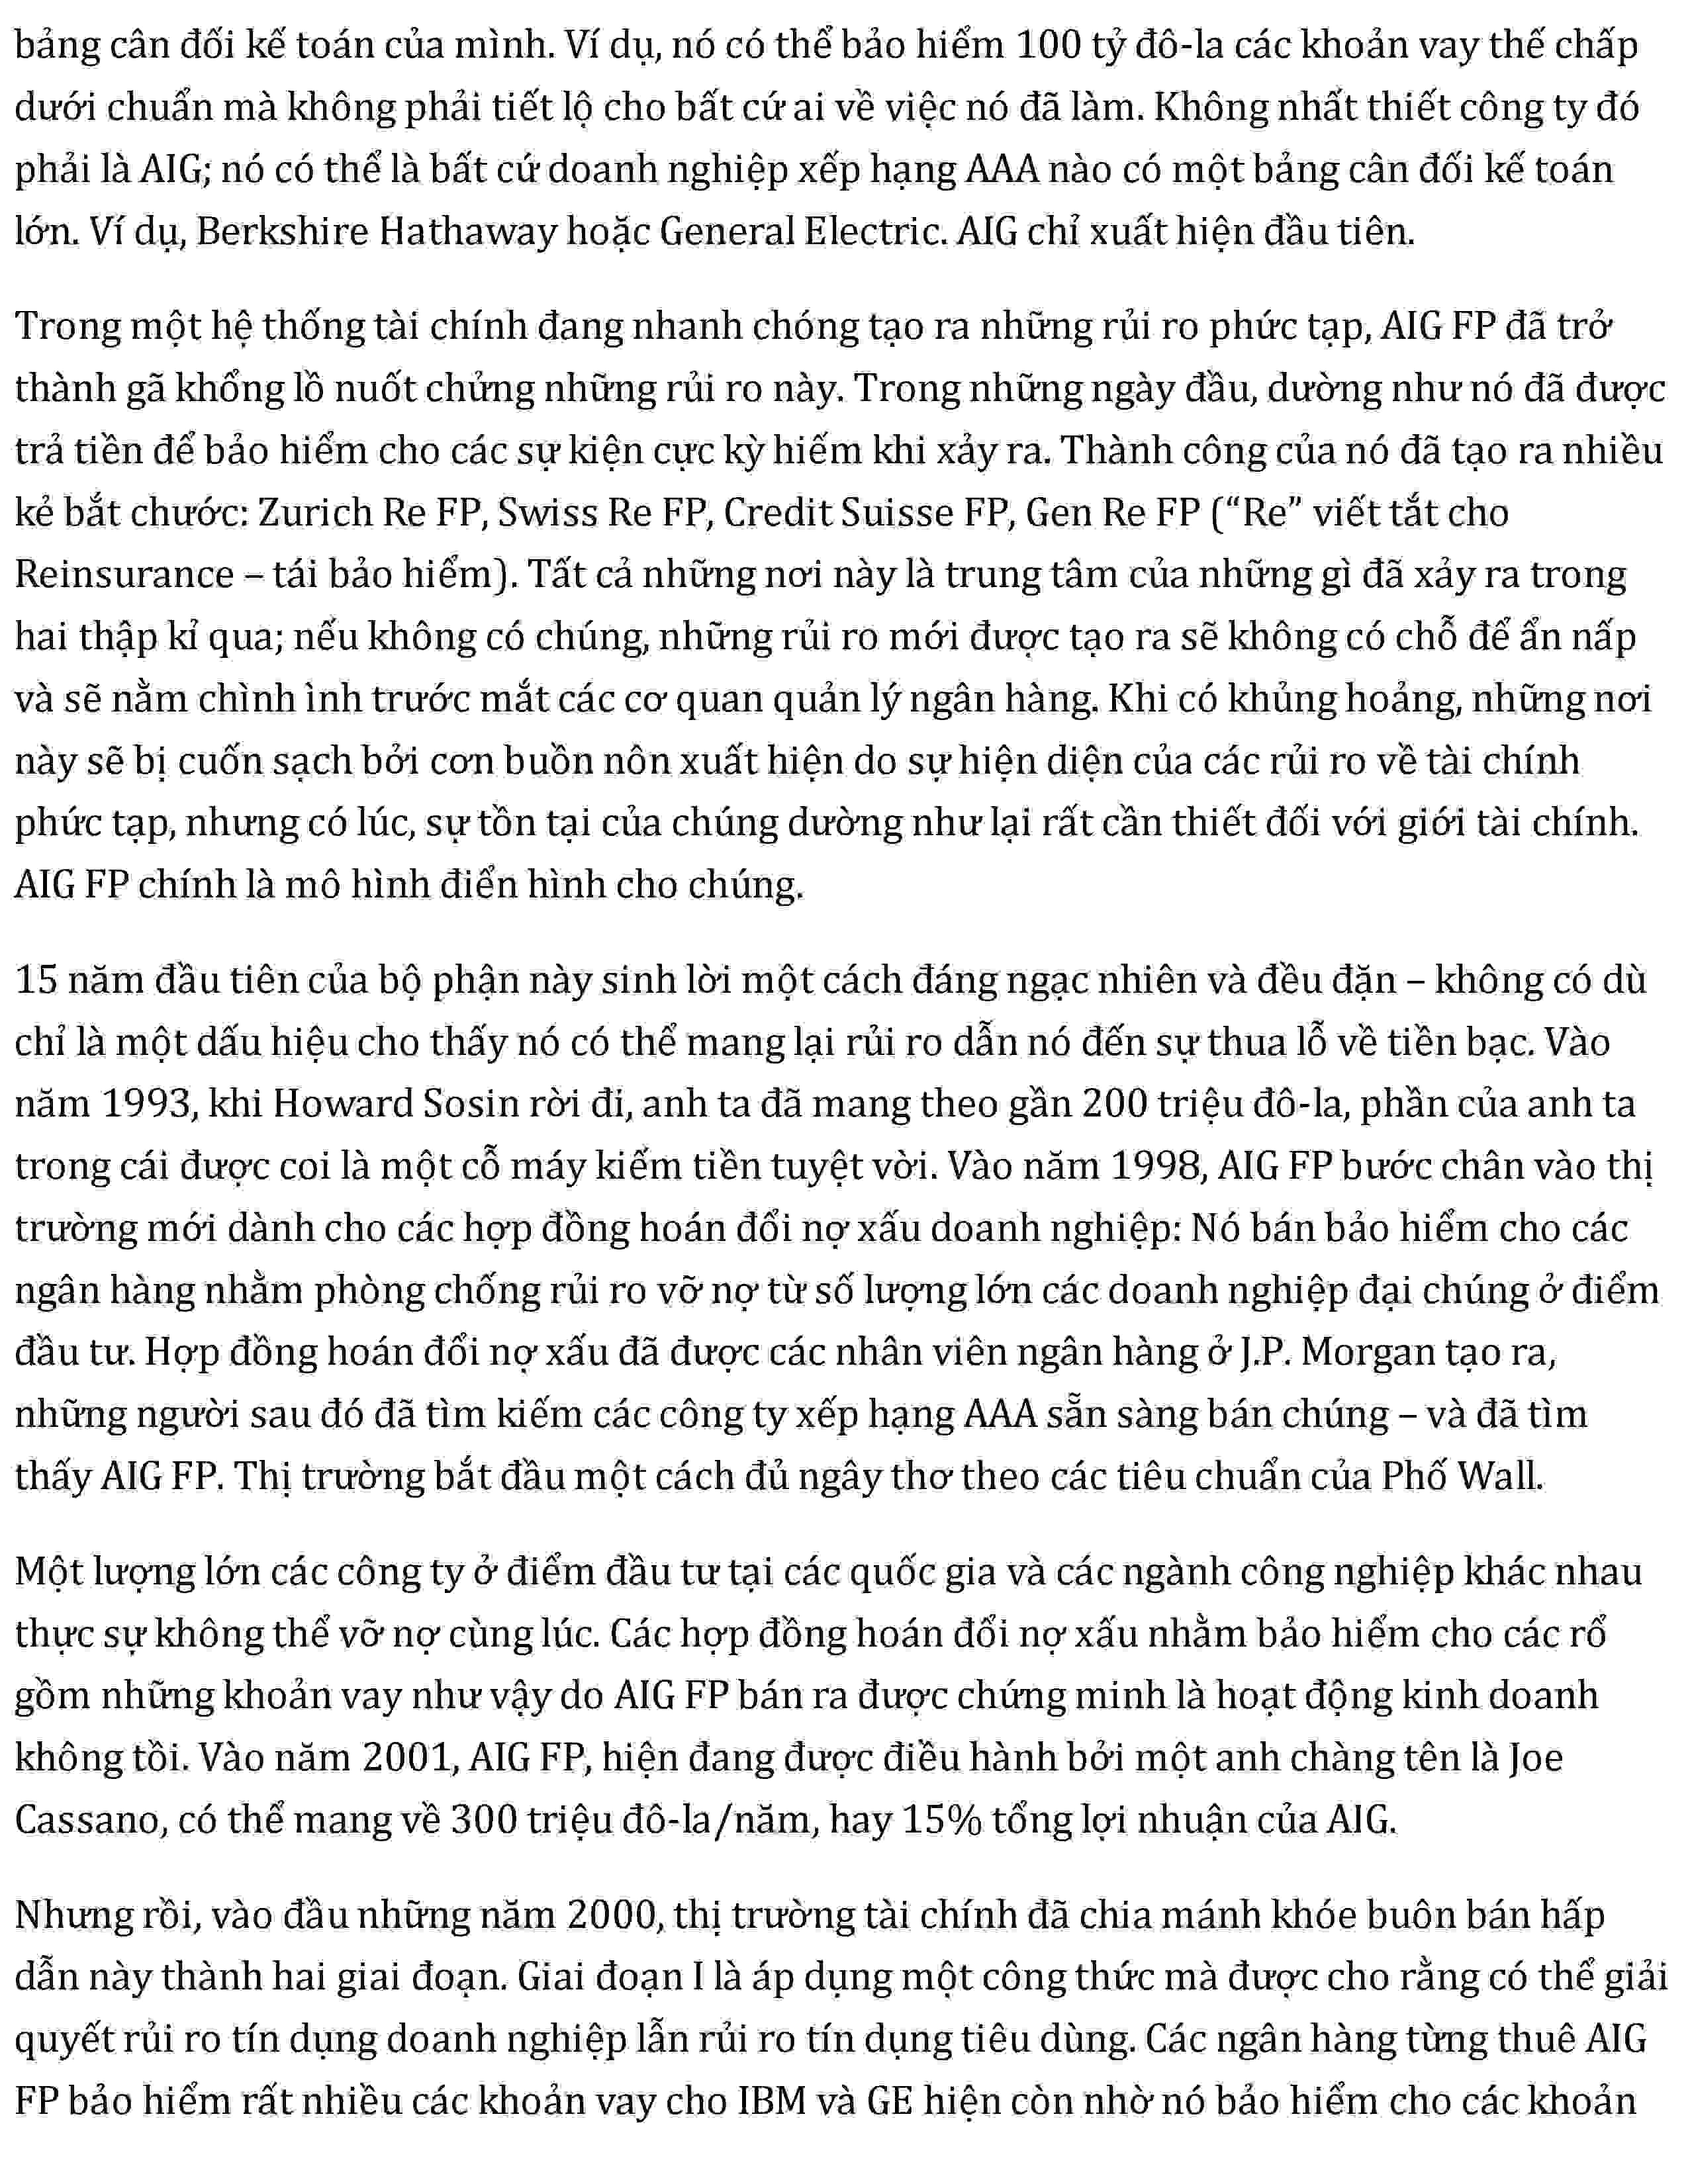 bảng cân đối kế toán của mình. Ví dụ, nó có thể bảo hiểm 100 tỷ đô-la các khoản vay thế chấp
dưới chuẩn mà không phải tiết lộ cho bất cứ ai về việc nó đã làm. Không nhất thiết công ty đó
phải là AIG; nó có thể là bất cứ doanh nghiệp xếp hạng AAA nào có một bảng cân đối kế toán
lớn. Ví dụ, Berkshire Hathaway hoặc General Electric. AIG chỉ xuất hiện đầu tiên.
Trong một hệ thống tài chính đang nhanh chóng tạo ra những rủi ro phức tạp, AIG FP đã trở
thành gã khổng lồ nuốt chửng những rủi ro này. Trong những ngày đầu, dường như nó đã được
trả tiền để bảo hiểm cho các sự kiện cực kỳ hiếm khi xảy ra. Thành công của nó đã tạo ra nhiều
kẻ bắt chước: Zurich Re FP, Swiss Re FP, Credit Suisse FP, Gen Re FP (“Re” viết tắt cho
Reinsurance – tái bảo hiểm). Tất cả những nơi này là trung tâm của những gì đã xảy ra trong
hai thập kỉ qua; nếu không có chúng, những rủi ro mới được tạo ra sẽ không có chỗ để ẩn nấp
và sẽ nằm chình ình trước mắt các cơ quan quản lý ngân hàng. Khi có khủng hoảng, những nơi
này sẽ bị cuốn sạch bởi cơn buồn nôn xuất hiện do sự hiện diện của các rủi ro về tài chính
phức tạp, nhưng có lúc, sự tồn tại của chúng dường như lại rất cần thiết đối với giới tài chính.
AIG FP chính là mô hình điển hình cho chúng.
15 năm đầu tiên của bộ phận này sinh lời một cách đáng ngạc nhiên và đều đặn – không có dù
chỉ là một dấu hiệu cho thấy nó có thể mang lại rủi ro dẫn nó đến sự thua lỗ về tiền bạc. Vào
năm 1993, khi Howard Sosin rời đi, anh ta đã mang theo gần 200 triệu đô-la, phần của anh ta
trong cái được coi là một cỗ máy kiếm tiền tuyệt vời. Vào năm 1998, AIG FP bước chân vào thị
trường mới dành cho các hợp đồng hoán đổi nợ xấu doanh nghiệp: Nó bán bảo hiểm cho các
ngân hàng nhằm phòng chống rủi ro vỡ nợ từ số lượng lớn các doanh nghiệp đại chúng ở điểm
đầu tư. Hợp đồng hoán đổi nợ xấu đã được các nhân viên ngân hàng ở J.P. Morgan tạo ra,
những người sau đó đã tìm kiếm các công ty xếp hạng AAA sẵn sàng bán chúng – và đã tìm
thấy AIG FP. Thị trường bắt đầu một cách đủ ngây thơ theo các tiêu chuẩn của Phố Wall.
Một lượng lớn các công ty ở điểm đầu tư tại các quốc gia và các ngành công nghiệp khác nhau
thực sự không thể vỡ nợ cùng lúc. Các hợp đồng hoán đổi nợ xấu nhằm bảo hiểm cho các rổ
gồm những khoản vay như vậy do AIG FP bán ra được chứng minh là hoạt động kinh doanh
không tồi. Vào năm 2001, AIG FP, hiện đang được điều hành bởi một anh chàng tên là Joe
Cassano, có thể mang về 300 triệu đô-la/năm, hay 15% tổng lợi nhuận của AIG.
Nhưng rồi, vào đầu những năm 2000, thị trường tài chính đã chia mánh khóe buôn bán hấp
dẫn này thành hai giai đoạn. Giai đoạn I là áp dụng một công thức mà được cho rằng có thể giải
quyết rủi ro tín dụng doanh nghiệp lẫn rủi ro tín dụng tiêu dùng. Các ngân hàng từng thuê AIG
FP bảo hiểm rất nhiều các khoản vay cho IBM và GE hiện còn nhờ nó bảo hiểm cho các khoản